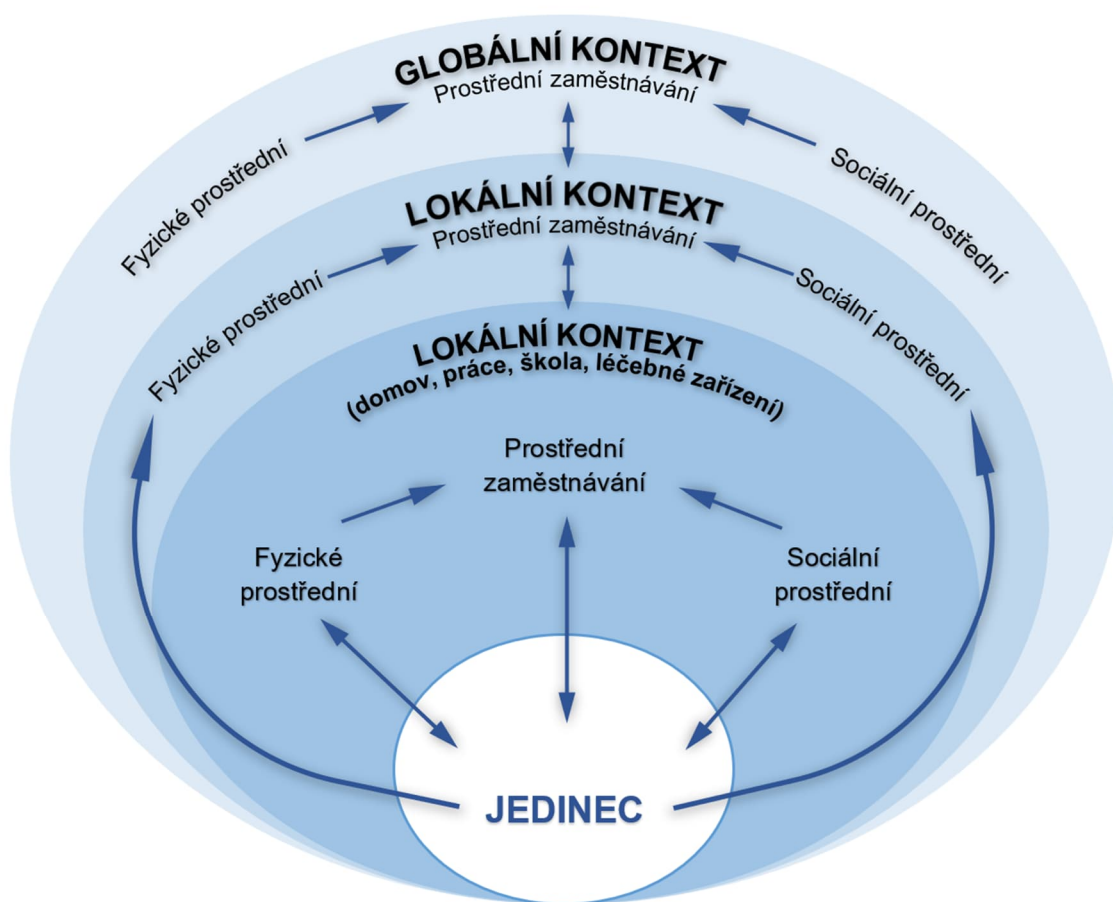 GLOBÁLNÍ KONTEXT
Prostřední zaměstnávání
Fyzické prostřední
Sociální prostřední
LOKÁLNÍ KONTEXT
Prostřední zaměstnávání
Fyzické prostřední
Sociální prostřední
LOKÁLNÍ KONTEXT
(domov, práce, škola, léčebné zařízení)
Prostřední
zaměstnávání
Fyzické
prostřední
Sociální
prostřední
JEDINEC